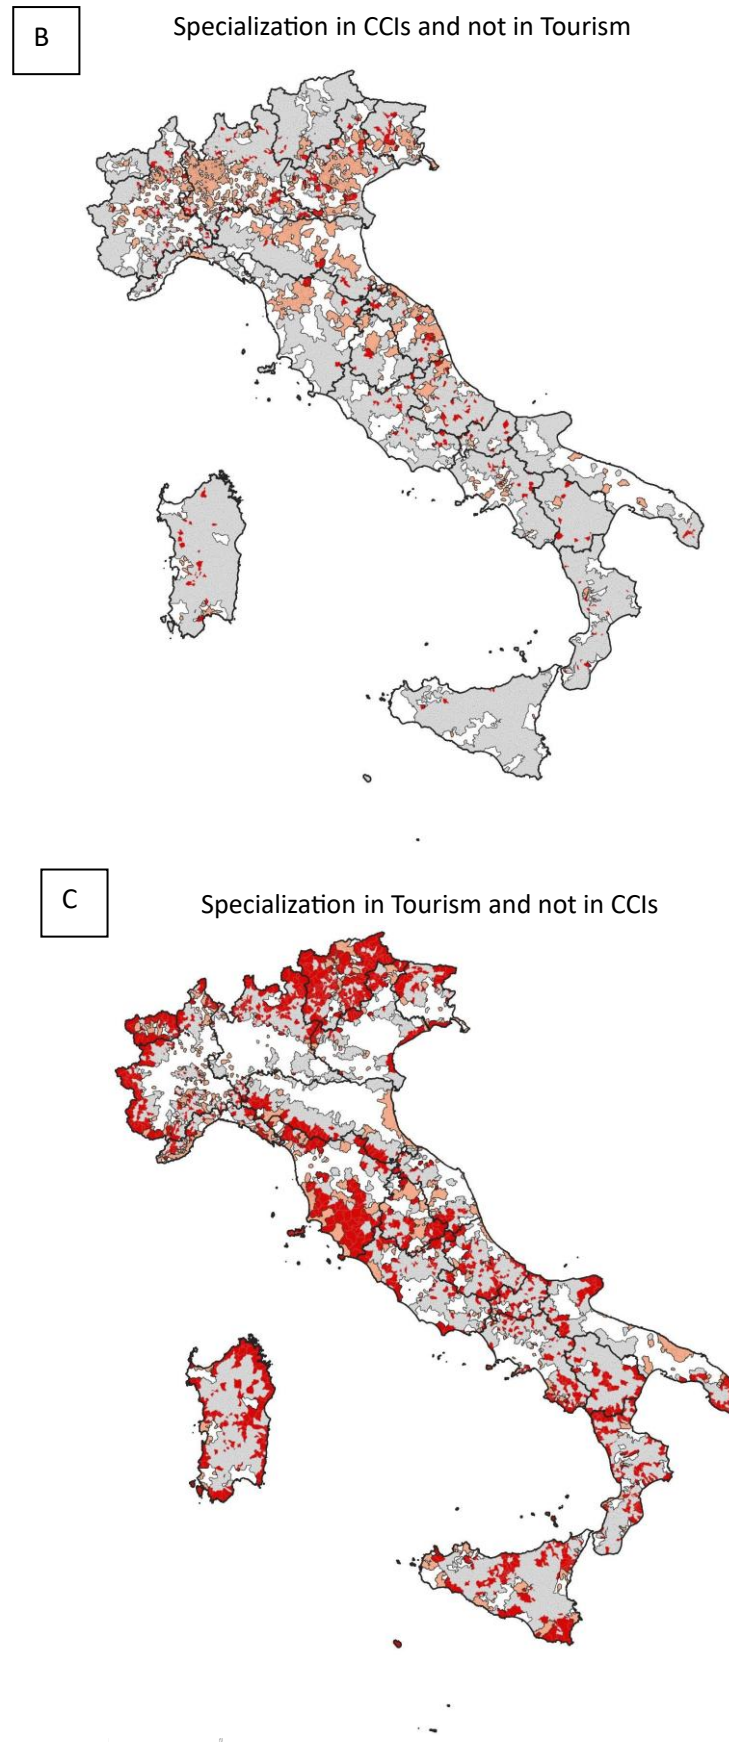 B
Specialization in CCIs and not in Tourism
C
Specialization in Tourism and not in CCIs